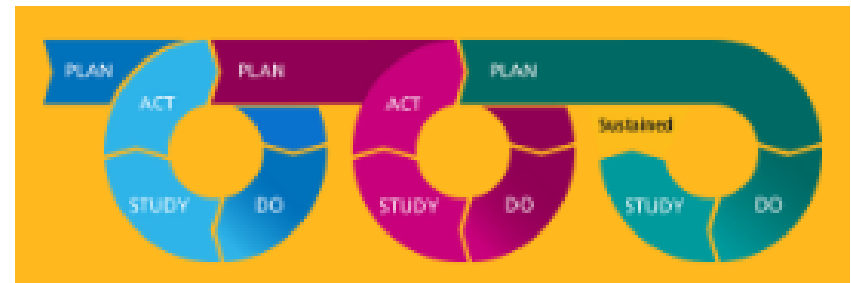 PLAN PLAN PLAN
ACT ACT
Sustained
STUDY DO STUDY DO STUDY DO